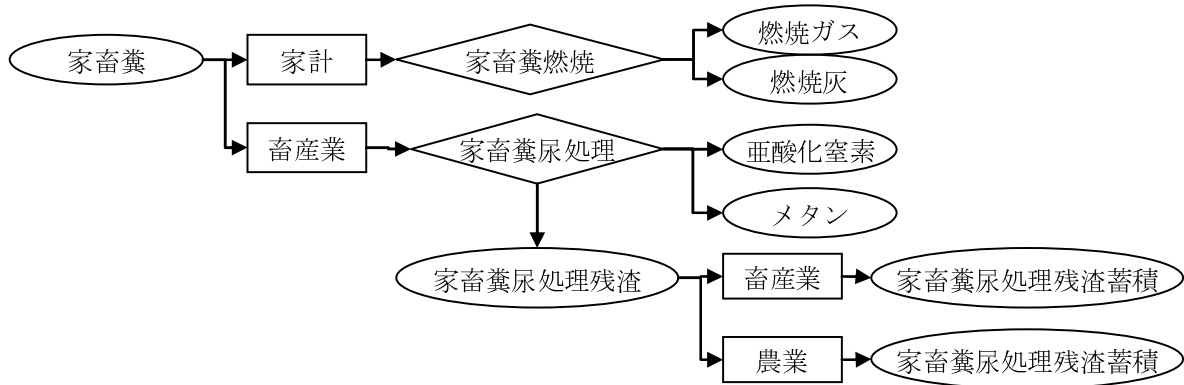 家畜糞
家計
家畜糞燃焼
燃焼ガス
燃焼灰
畜産業
家畜糞尿処理
亜酸化窒素
メタン
家畜糞尿処理残渣
畜産業
家畜糞尿処理残渣蓄積
農業
家畜糞尿処理残渣蓄積